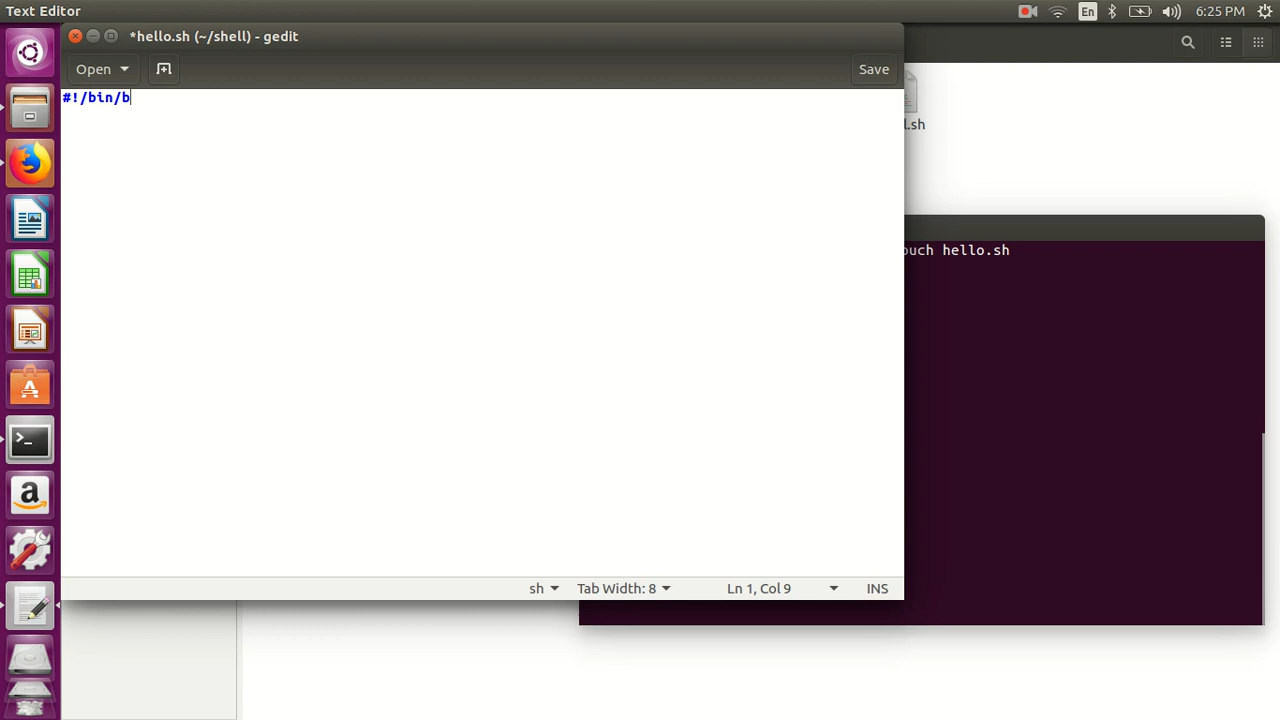 Text Editor
En
6:25 PM
*hello.sh (~/shell) - gedit
Open
Save
#!/bin/b
l.sh
ouch hello.sh
sh
Tab Width: 8
Ln 1, Col 9
INS